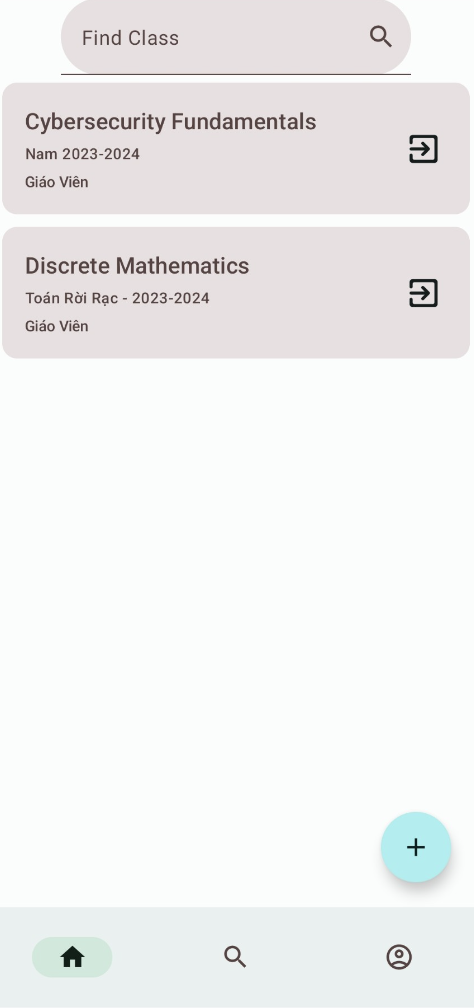 Find Class
Cybersecurity Fundamentals
Nam 2023-2024
Giáo Viên
Discrete Mathematics
Toán Rời Rạc - 2023-2024
Giáo Viên